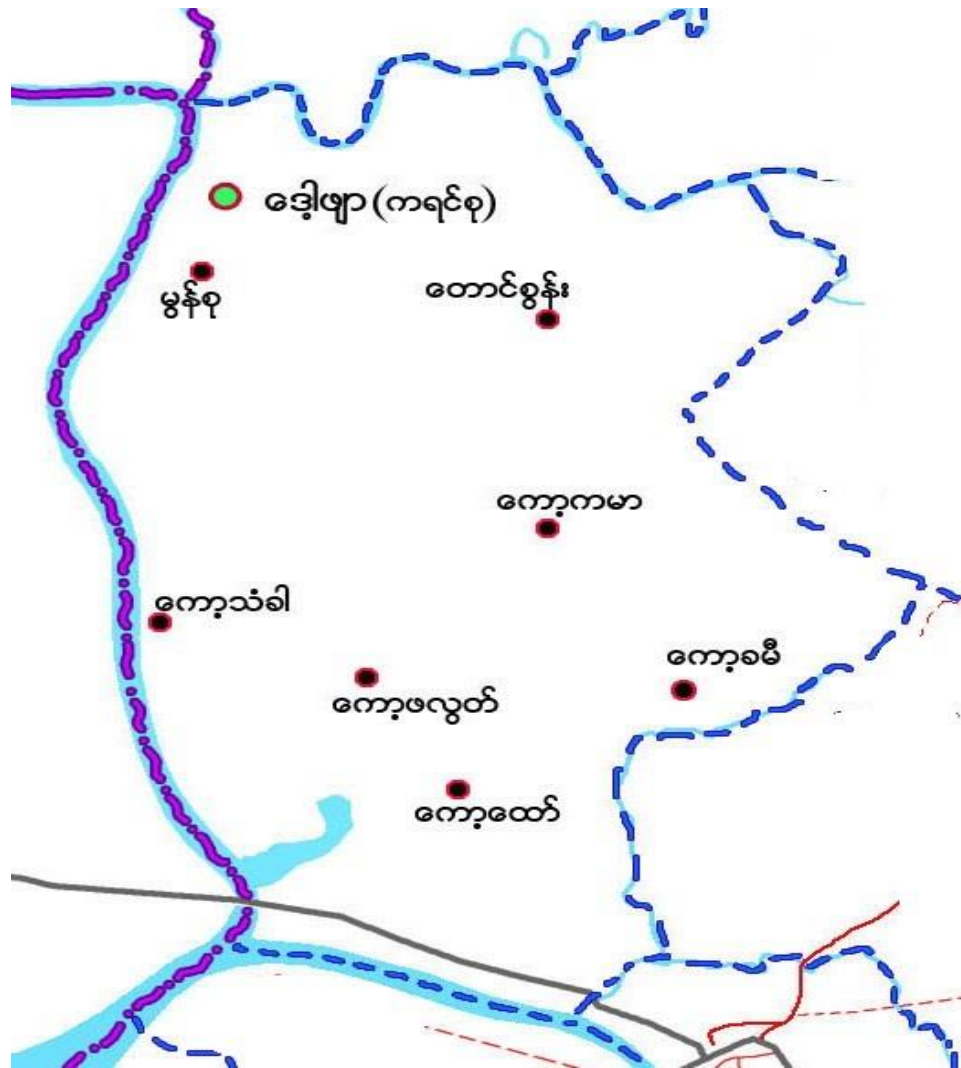 ဒေါ့ဖျာ (ကရင်စု)
မွန်စု
တောင်စွန်း
ကော့ကမာ
ကော့သံခါ
ကော့ခမီ
ကော့ဖလွတ်
ကော့ထော်